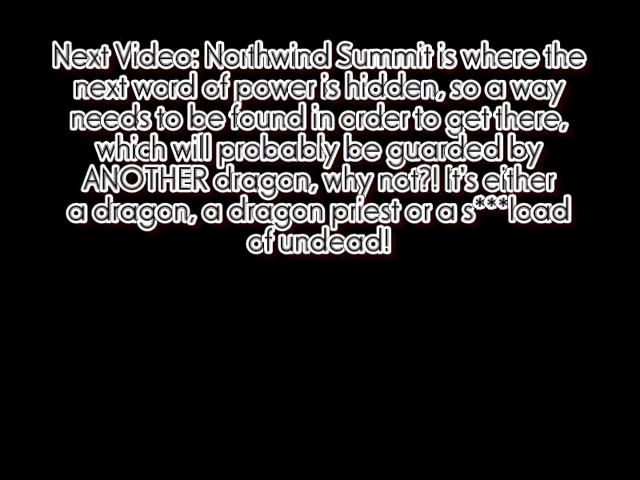 Next Video: Northwind Summit is where the
next word of power is hidden, so a way
needs to be found in order to get there,
which will probably be guarded by
ANOTHER dragon, why not?! It's either
a dragon, a dragon priest or a s***load
of undead!